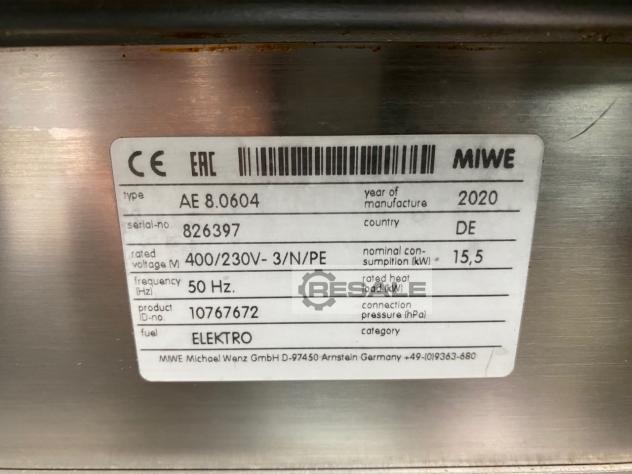 CE EAC MIWE
type AE 8.0604 year of manufacture 2020
serial-no 826397 country DE
rated voltage (V) 400/230V- 3/N/PE nominal con-sumpition (kW) 15,5
frequency (Hz) 50 Hz. rated heat load (kW)
RESALE
product ID-no. 10767672 connection pressure (hPa)
fuel ELEKTRO category
MIWE Michael Wenz GmbH D-97450 Arnstein Germany +49-(0)9363-680